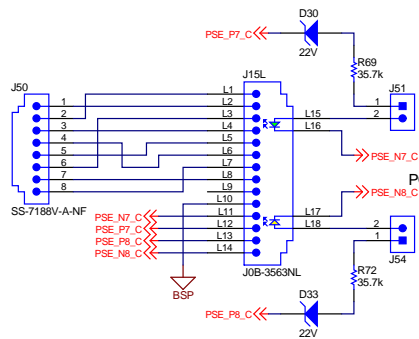 D30
PSE_P7_C
22V
R69
35.7k
J50
J15L
J51
1
2
3
4
5
6
7
8
L1
L2
L3
L4
L5
L6
L7
L8
L9
L10
L11
L12
L13
L14
L15
L16
1
2
PSE_N7_C
SS-7188V-A-NF
PSE_N7_C
PSE_P7_C
PSE_P8_C
PSE_N8_C
L17
L18
PSE_N8_C
2
1
J54
BSP
J0B-3563NL
R72
35.7k
D33
PSE_P8_C
22V